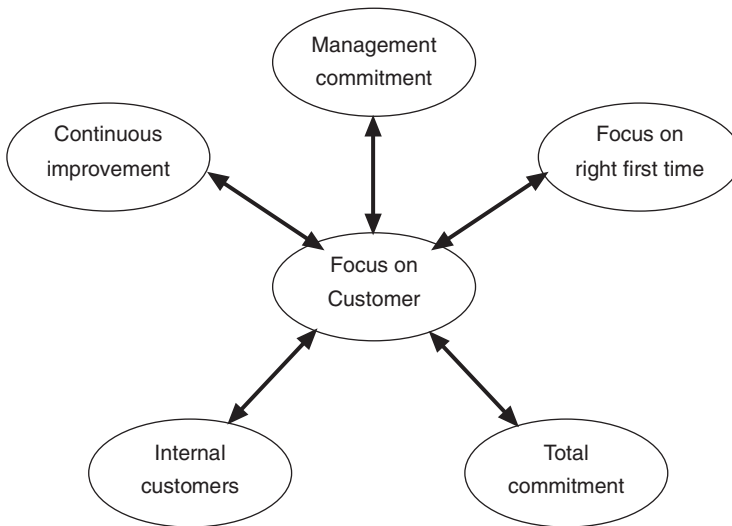 Management
commitment
Continuous
improvement
Focus on
right first time
Focus on
Customer
Internal
customers
Total
commitment